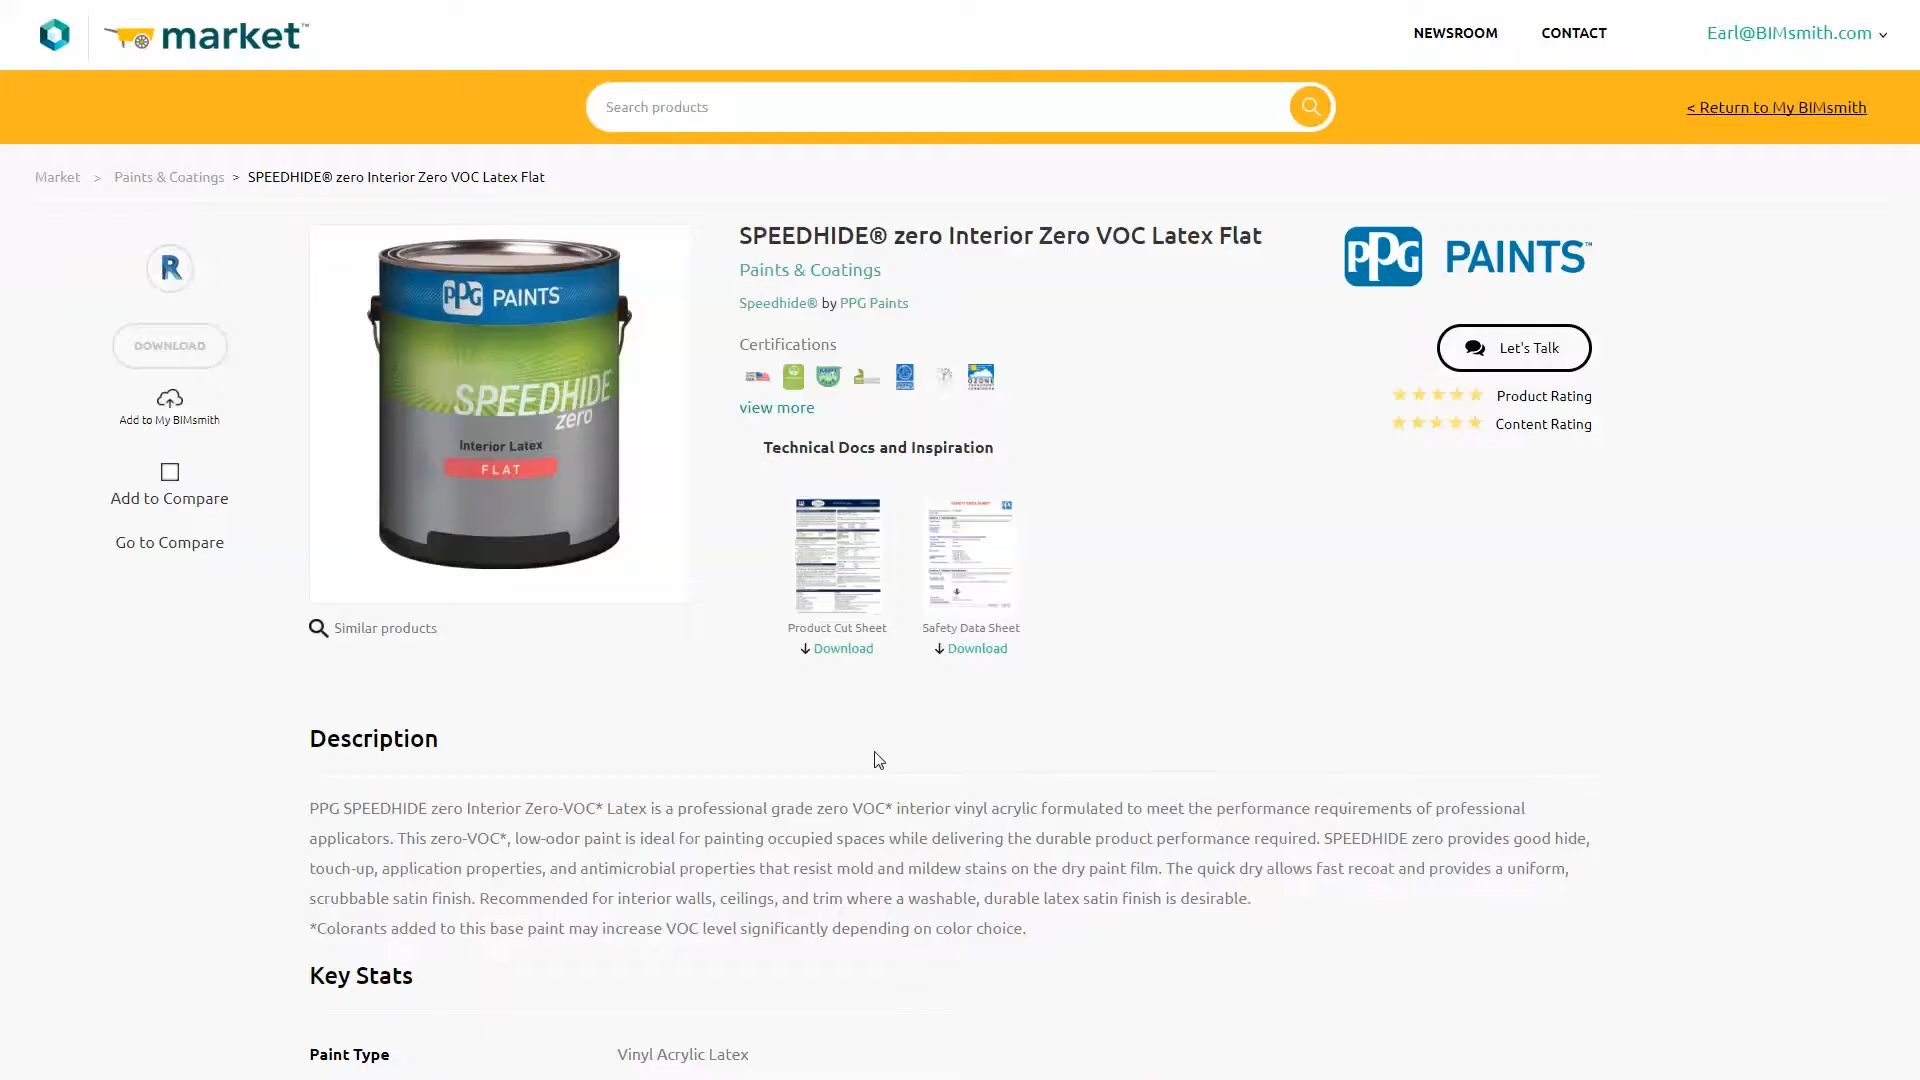 market™
NEWSROOM
CONTACT
Earl@BIMsmith.com
Search products
< Return to My BIMsmith
Market > Paints & Coatings > SPEEDHIDE® zero Interior Zero VOC Latex Flat
R
DOWNLOAD
Add to My BIMsmith
Add to Compare
Go to Compare
PPG PAINTS
SPEEDHIDE
zero
Interior Latex
FLAT
Similar products
SPEEDHIDE® zero Interior Zero VOC Latex Flat
Paints & Coatings
Speedhide® by PPG Paints
Certifications
OZONE
view more
Technical Docs and Inspiration
SAFETY DATA SHEET
Product Cut Sheet
Download
Safety Data Sheet
Download
PPG PAINTS™
Let's Talk
Product Rating
Content Rating
Description
PPG SPEEDHIDE zero Interior Zero-VOC* Latex is a professional grade zero VOC* interior vinyl acrylic formulated to meet the performance requirements of professional
applicators. This zero-VOC*, low-odor paint is ideal for painting occupied spaces while delivering the durable product performance required. SPEEDHIDE zero provides good hide,
touch-up, application properties, and antimicrobial properties that resist mold and mildew stains on the dry paint film. The quick dry allows fast recoat and provides a uniform,
scrubbable satin finish. Recommended for interior walls, ceilings, and trim where a washable, durable latex satin finish is desirable.
*Colorants added to this base paint may increase VOC level significantly depending on color choice.
Key Stats
Paint Type
Vinyl Acrylic Latex